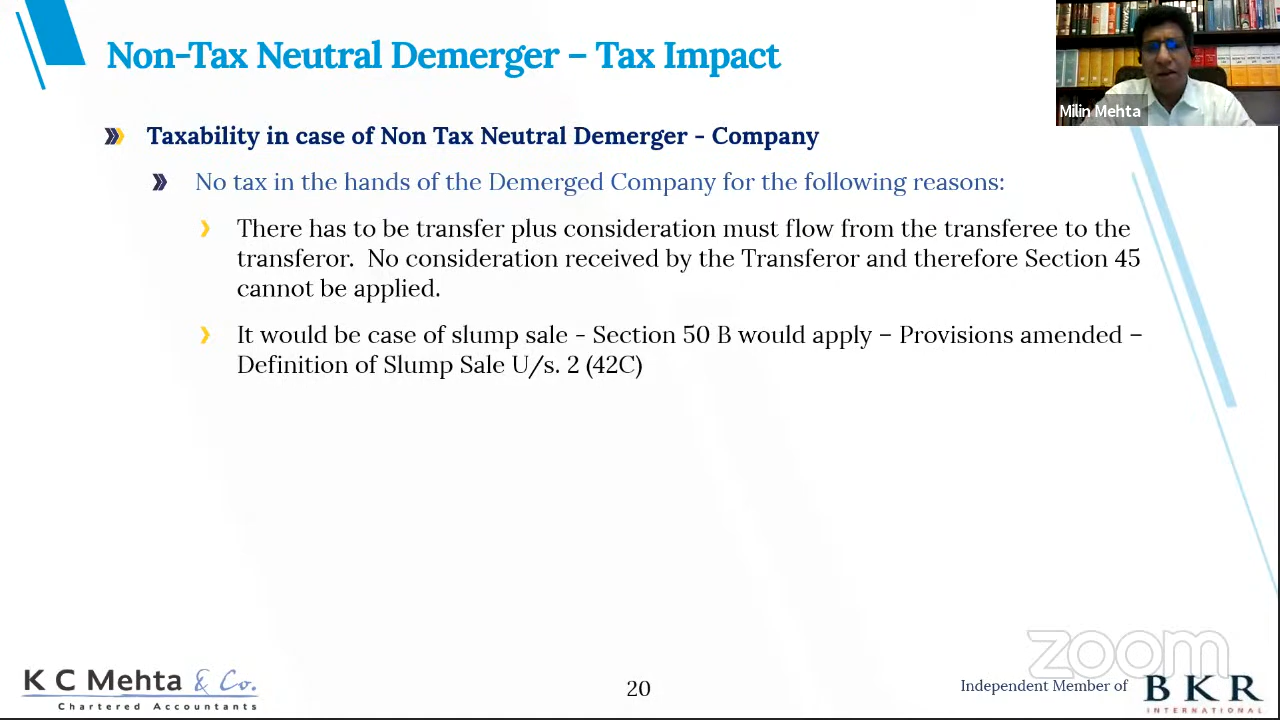 Non-Tax Neutral Demerger – Tax Impact
Milin Mehta
Taxability in case of Non Tax Neutral Demerger - Company
No tax in the hands of the Demerged Company for the following reasons:
There has to be transfer plus consideration must flow from the transferee to the
transferor.  No consideration received by the Transferor and therefore Section 45
cannot be applied.
It would be case of slump sale - Section 50 B would apply – Provisions amended –
Definition of Slump Sale U/s. 2 (42C)
zoom
K C Mehta & Co.
Chartered Accountants
20
Independent Member of
BKR
INTERNATIONAL